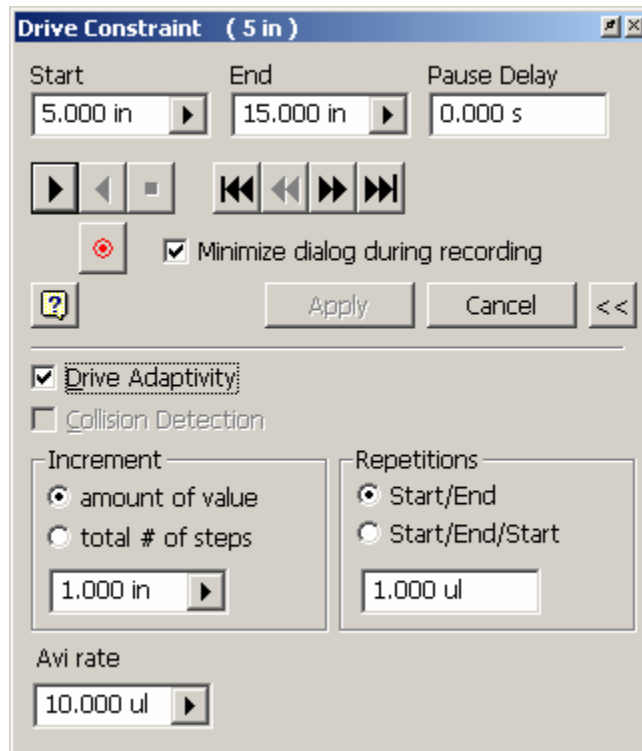 Drive Constraint ( 5 in )
Start End Pause Delay
5.000 in 15.000 in 0.000 s
Minimize dialog during recording
? Apply Cancel <<
Drive Adaptivity
Collision Detection
Increment Repetitions
amount of value Start/End
total # of steps Start/End/Start
1.000 in 1.000 ul
Avi rate
10.000 ul